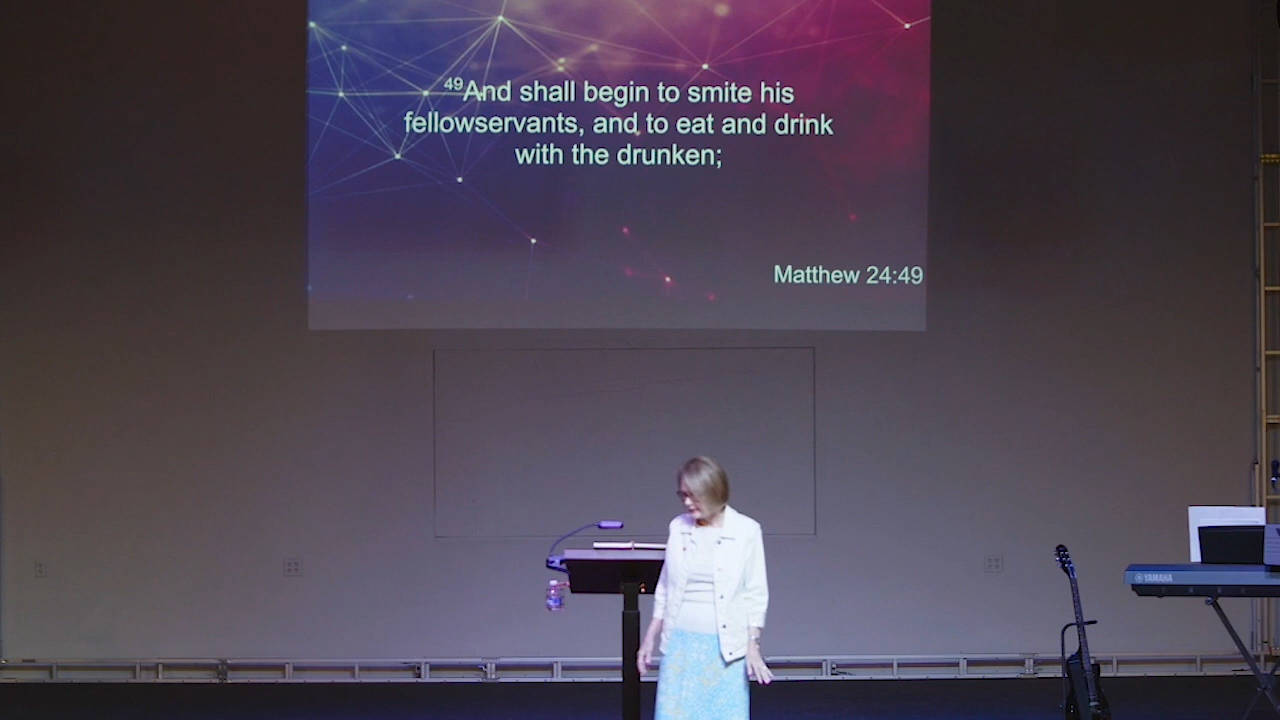 49And shall begin to smite his
fellowservants, and to eat and drink
with the drunken;
Matthew 24:49
YAMAHA